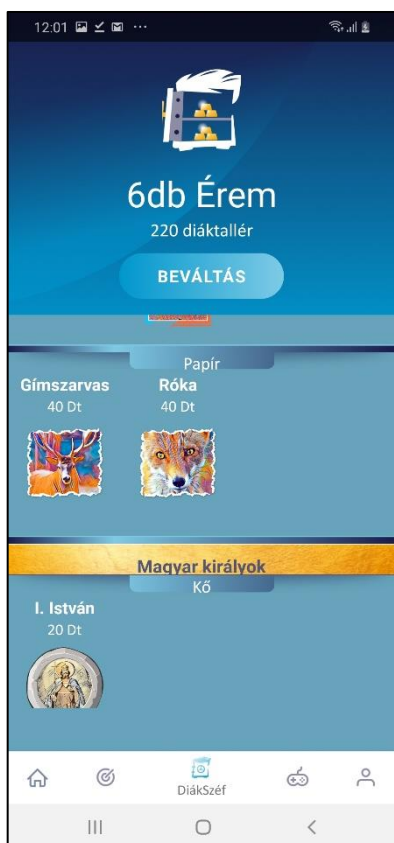 12:01
6db Érem
220 diáktallér
BEVÁLTÁS
Papír
Gímszarvas Róka
40 Dt 40 Dt
Magyar királyok
Kő
I. István
20 Dt
DiákSzéf